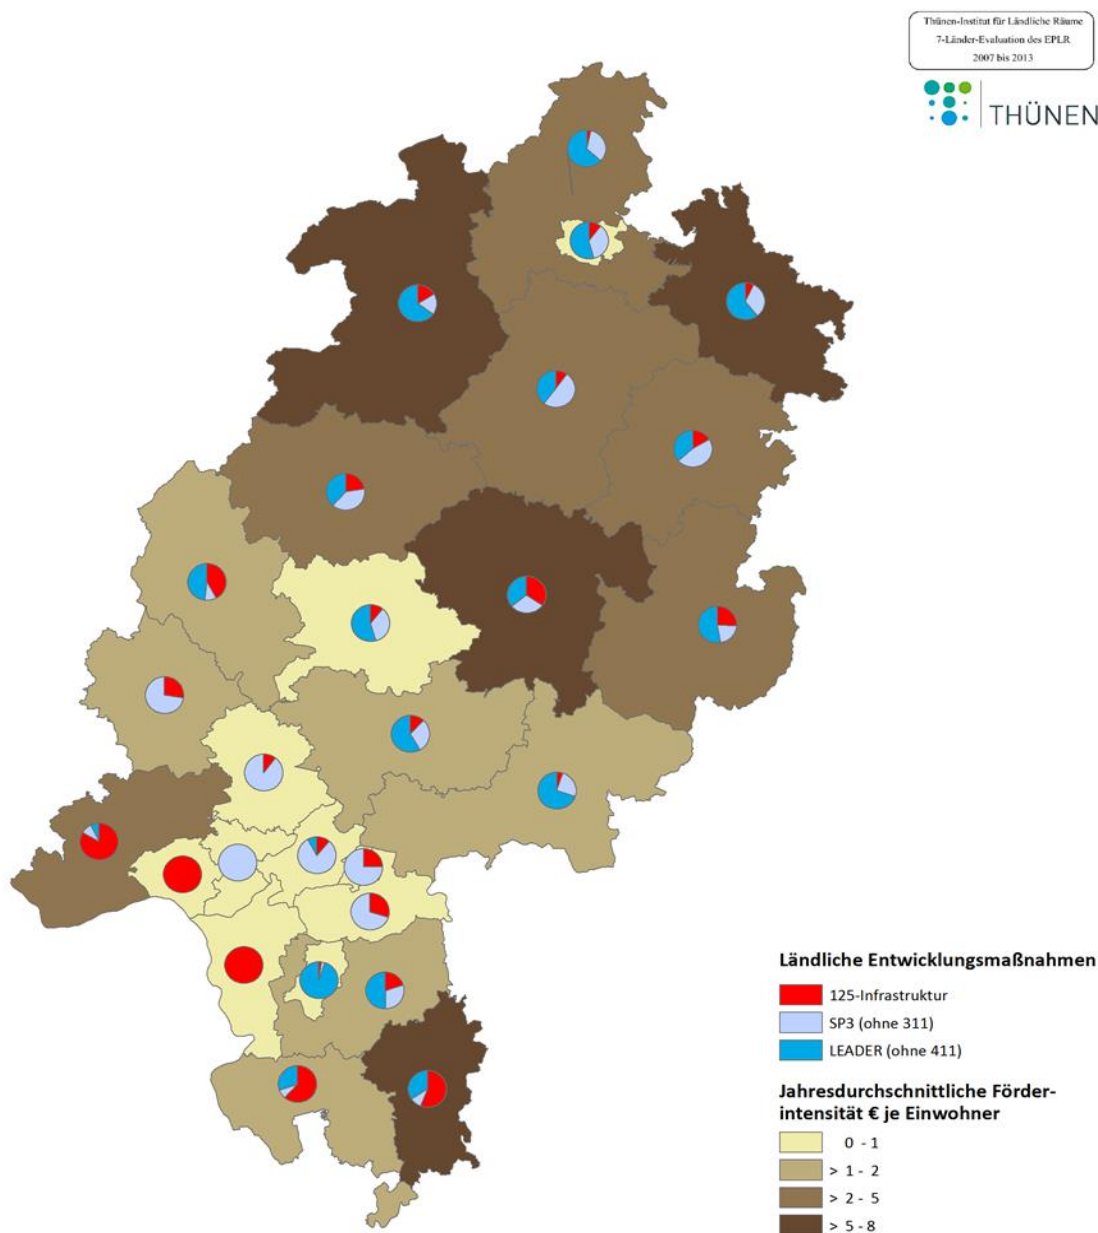 Thünen-Institut für Ländliche Räume
7-Länder-Evaluation des EPLR
2007 bis 2013
THÜNEN
Ländliche Entwicklungsmaßnahmen
125-Infrastruktur
SP3 (ohne 311)
LEADER (ohne 411)
Jahresdurchschnittliche Förder-
intensität € je Einwohner
0 - 1
> 1 - 2
> 2 - 5
> 5 - 8